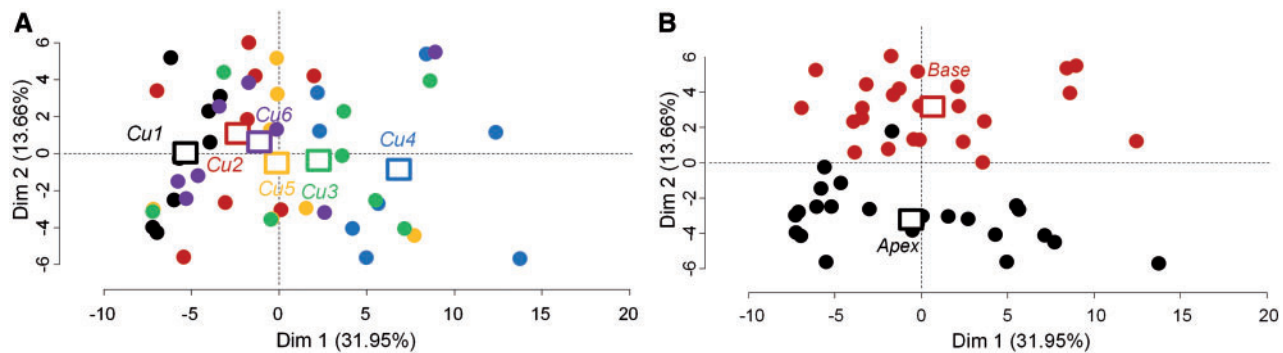 A
6
4
2
0
-2
-4
-6
Dim 2 (13.66%)
Cu1
Cu2
Cu6
Cu5
Cu3
Cu4
-10 -5 0 5 10 15 20
Dim 1 (31.95%)
B
6
4
2
0
-2
-4
-6
Dim 2 (13.66%)
Base
Apex
-10 -5 0 5 10 15 20
Dim 1 (31.95%)